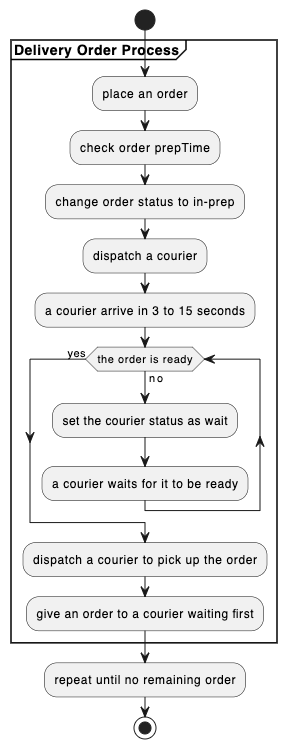 Delivery Order Process
place an order
check order prepTime
change order status to in-prep
dispatch a courier
a courier arrive in 3 to 15 seconds
yes
the order is ready
no
set the courier status as wait
a courier waits for it to be ready
dispatch a courier to pick up the order
give an order to a courier waiting first
repeat until no remaining order